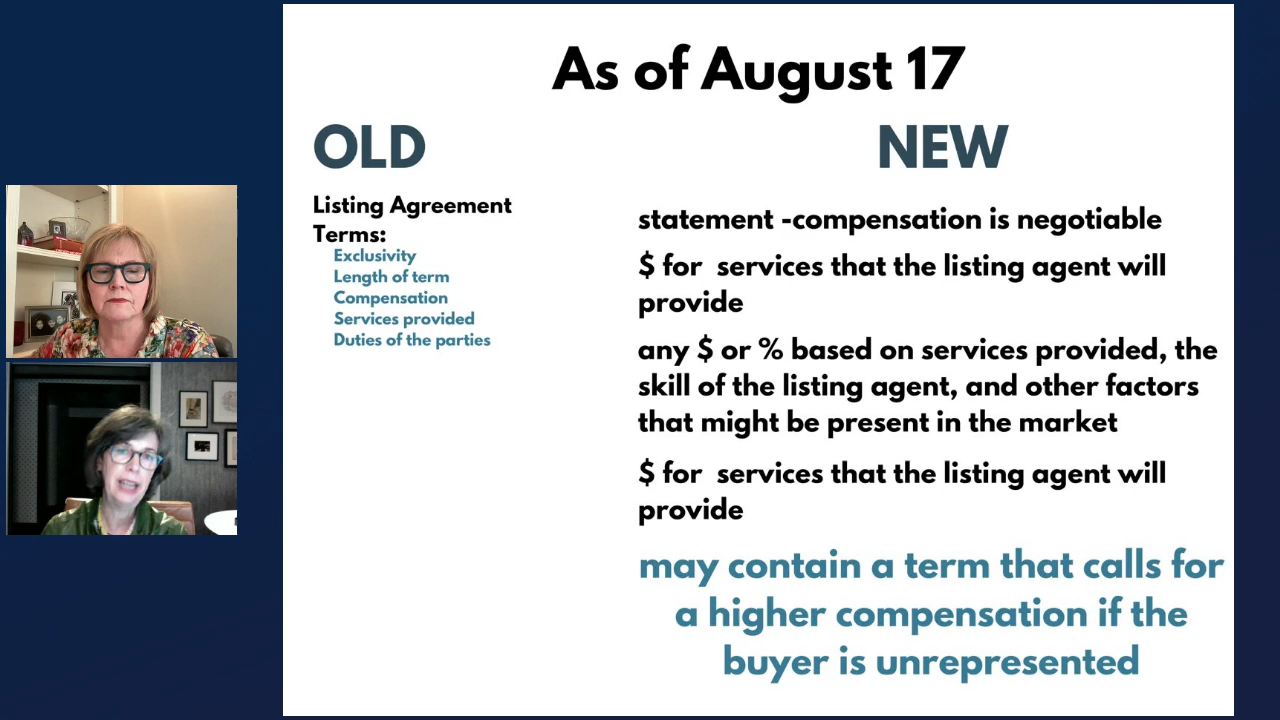 As of August 17
OLD
NEW
Listing Agreement
Terms:
Exclusivity
Length of term
Compensation
Services provided
Duties of the parties
statement -compensation is negotiable
$ for services that the listing agent will
provide
any $ or % based on services provided, the
skill of the listing agent, and other factors
that might be present in the market
$ for services that the listing agent will
provide
may contain a term that calls for
a higher compensation if the
buyer is unrepresented